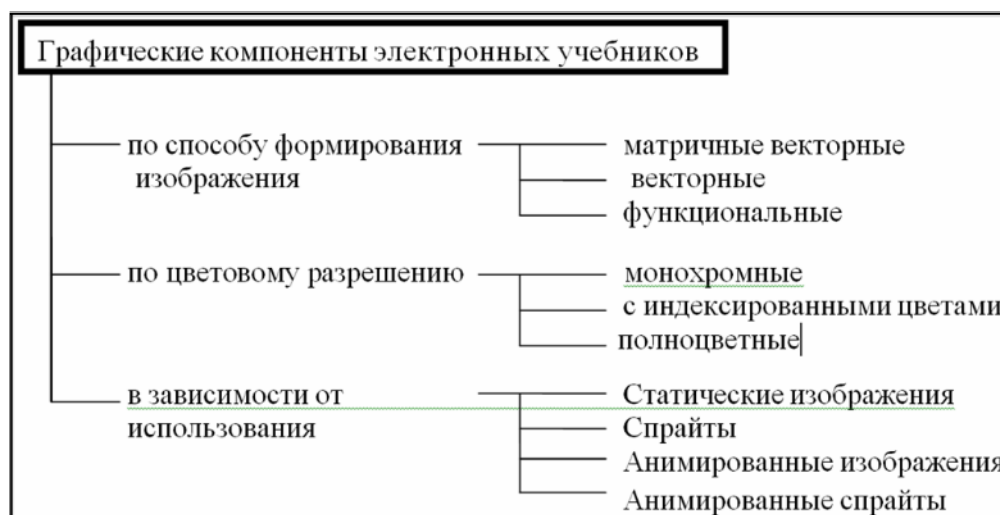 Графические компоненты электронных учебников
по способу формирования
изображения
матричные векторные
векторные
функциональные
по цветовому разрешению
монохромные
с индексированными цветами
полноцветные
в зависимости от
использования
Статические изображения
Спрайты
Анимированные изображения
Анимированные спрайты